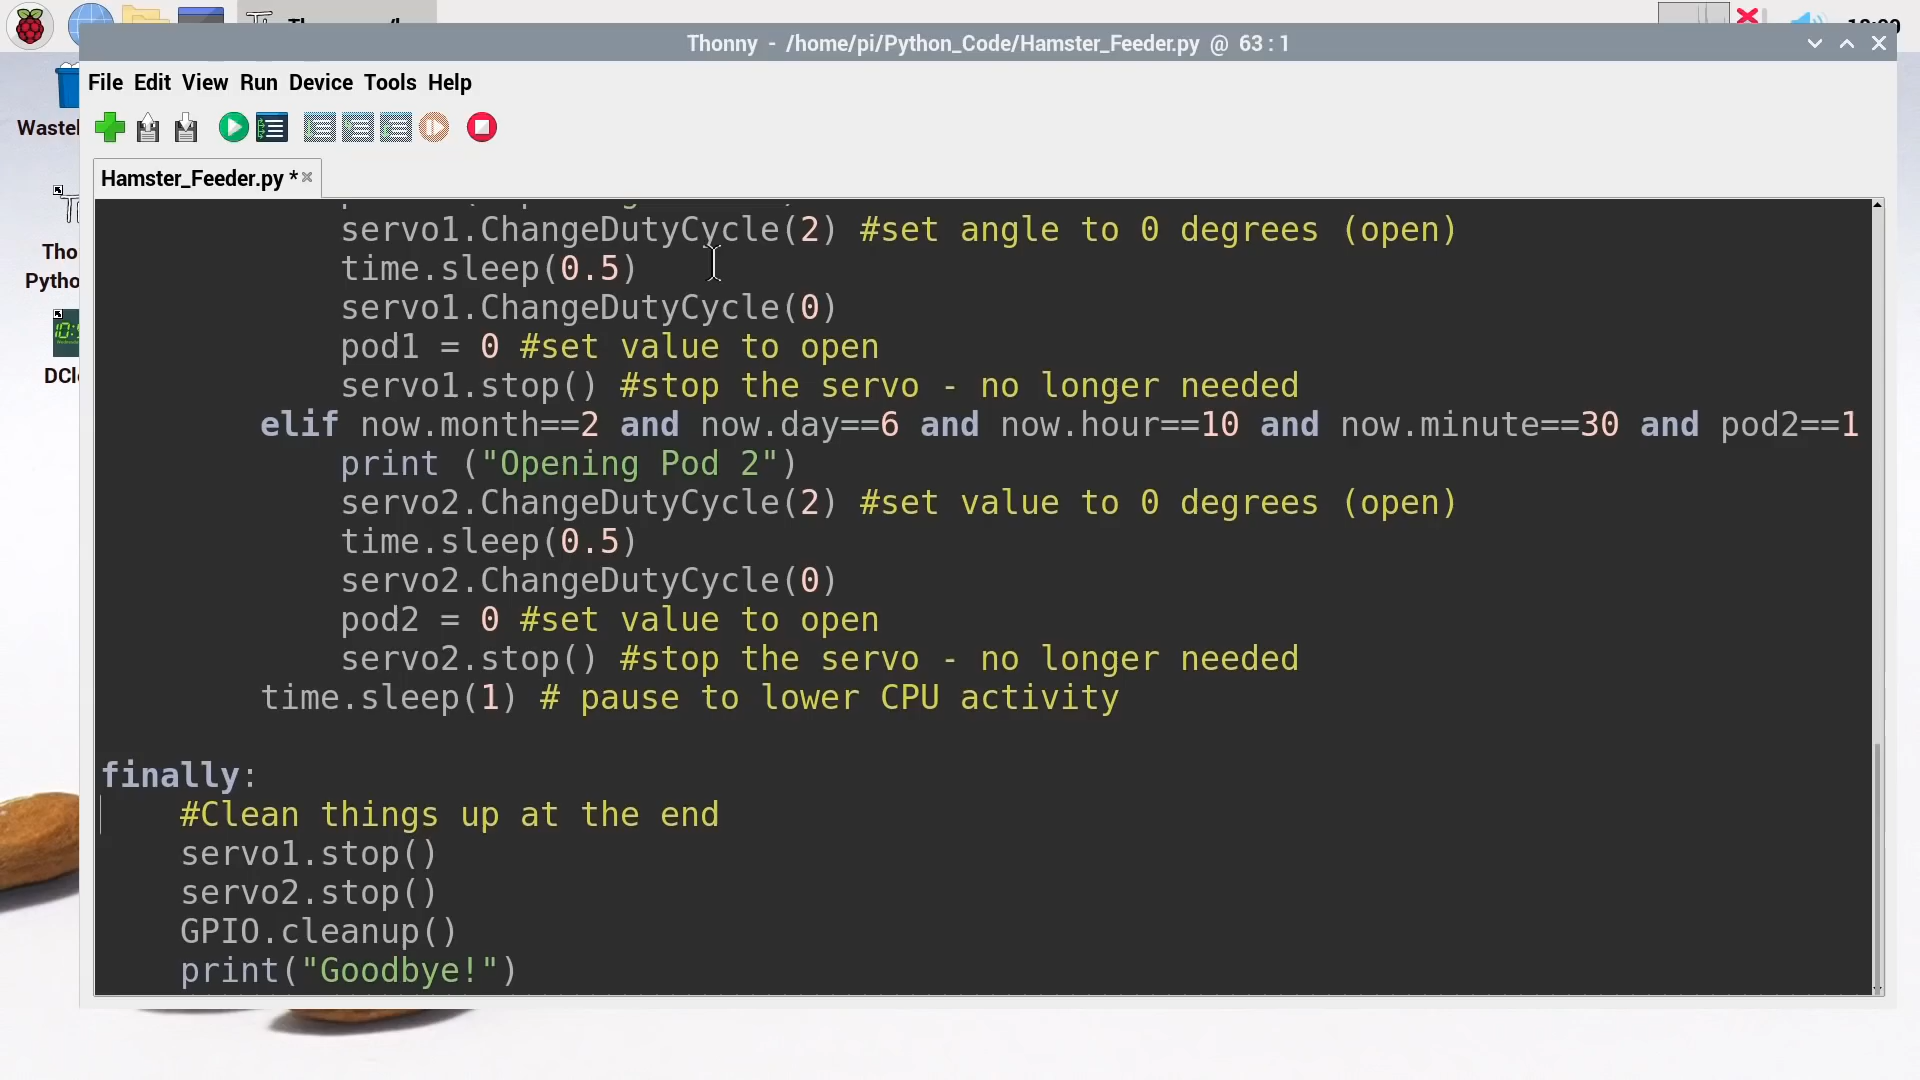 Thonny - /home/pi/Python_Code/Hamster_Feeder.py @ 63 : 1
File Edit View Run Device Tools Help
Hamster_Feeder.py *
servo1.ChangeDutyCycle(2) #set angle to 0 degrees (open)
time.sleep(0.5)
servo1.ChangeDutyCycle(0)
pod1 = 0 #set value to open
servo1.stop() #stop the servo - no longer needed
elif now.month==2 and now.day==6 and now.hour==10 and now.minute==30 and pod2==1
print ("Opening Pod 2")
servo2.ChangeDutyCycle(2) #set value to 0 degrees (open)
time.sleep(0.5)
servo2.ChangeDutyCycle(0)
pod2 = 0 #set value to open
servo2.stop() #stop the servo - no longer needed
time.sleep(1) # pause to lower CPU activity
finally:
#Clean things up at the end
servo1.stop()
servo2.stop()
GPIO.cleanup()
print("Goodbye!")